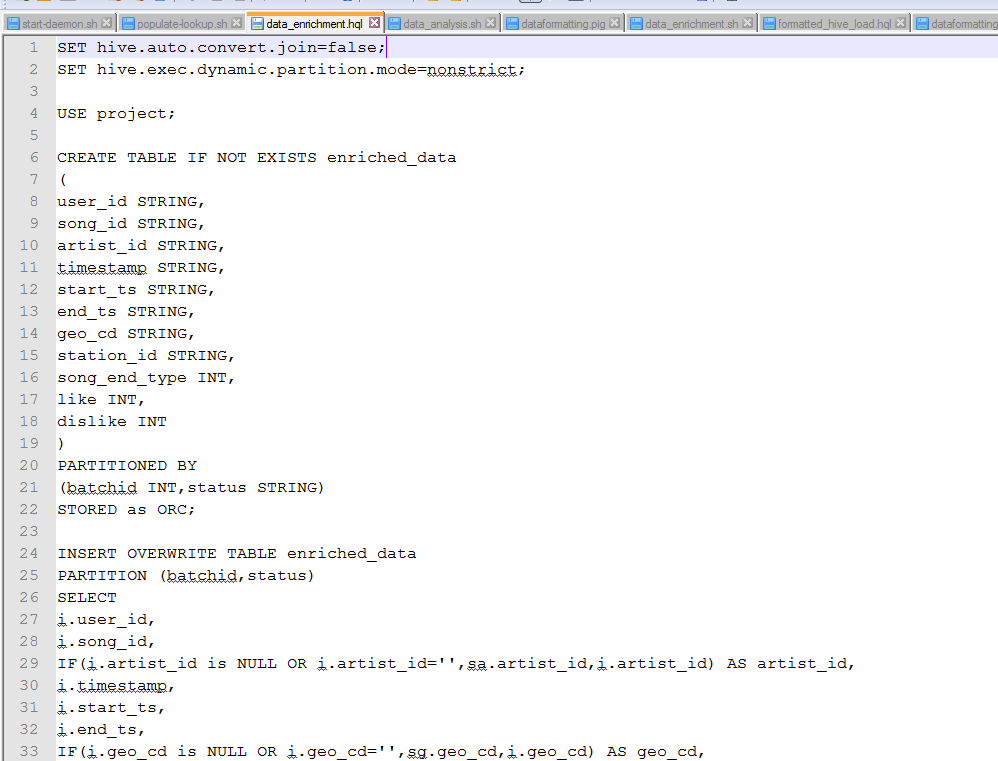 start-daemon.sh populate-lookup.sh data_enrichment.hql data_analysis.sh dataformatting.pig data_enrichment.sh formatted_hive_load.hql dataformatting
1 SET hive.auto.convert.join=false;
2 SET hive.exec.dynamic.partition.mode=nonstrict;
3
4 USE project;
5
6 CREATE TABLE IF NOT EXISTS enriched_data
7 (
8 user_id STRING,
9 song_id STRING,
10 artist_id STRING,
11 timestamp STRING,
12 start_ts STRING,
13 end_ts STRING,
14 geo_cd STRING,
15 station_id STRING,
16 song_end_type INT,
17 like INT,
18 dislike INT
19 )
20 PARTITIONED BY
21 (batchid INT,status STRING)
22 STORED as ORC;
23
24 INSERT OVERWRITE TABLE enriched_data
25 PARTITION (batchid,status)
26 SELECT
27 i.user_id,
28 i.song_id,
29 IF(i.artist_id is NULL OR i.artist_id='',sa.artist_id,i.artist_id) AS artist_id,
30 i.timestamp,
31 i.start_ts,
32 i.end_ts,
33 IF(i.geo_cd is NULL OR i.geo_cd='',sg.geo_cd,i.geo_cd) AS geo_cd,